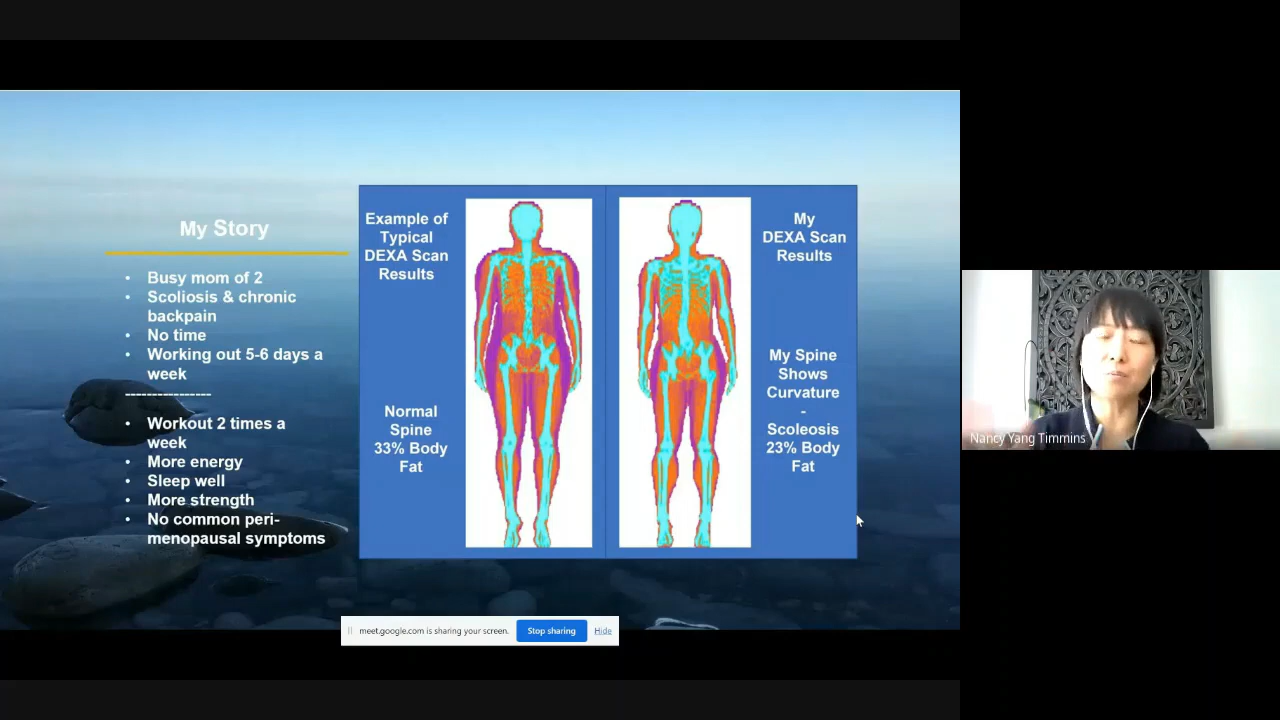 My Story
• Busy mom of 2
• Scoliosis & chronic
backpain
• No time
• Working out 5-6 days a
week
----------------
• Workout 2 times a
week
• More energy
• Sleep well
• More strength
• No common peri-
menopausal symptoms
Example of
Typical
DEXA Scan
Results
Normal
Spine
33% Body
Fat
My
DEXA Scan
Results
My Spine
Shows
Curvature
-
Scoleosis
23% Body
Fat
Nancy Yang Timmins
meet.google.com is sharing your screen.
Stop sharing
Hide